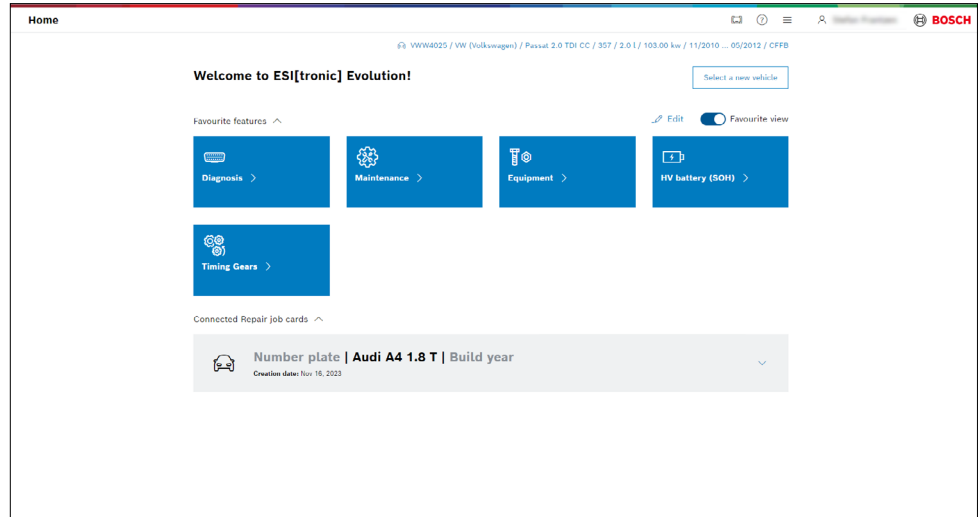 Home
BOSCH
VWW4025 / VW (Volkswagen) / Passat 2.0 TDI CC / 357 / 2.0 l / 103.00 kw / 11/2010 ... 05/2012 / CFFB
Welcome to ESI[tronic] Evolution!
Select a new vehicle
Favourite features
Edit
Favourite view
Diagnosis
Maintenance
Equipment
HV battery (SOH)
Timing Gears
Connected Repair job cards
Number plate | Audi A4 1.8 T | Build year
Creation date: Nov 16, 2023